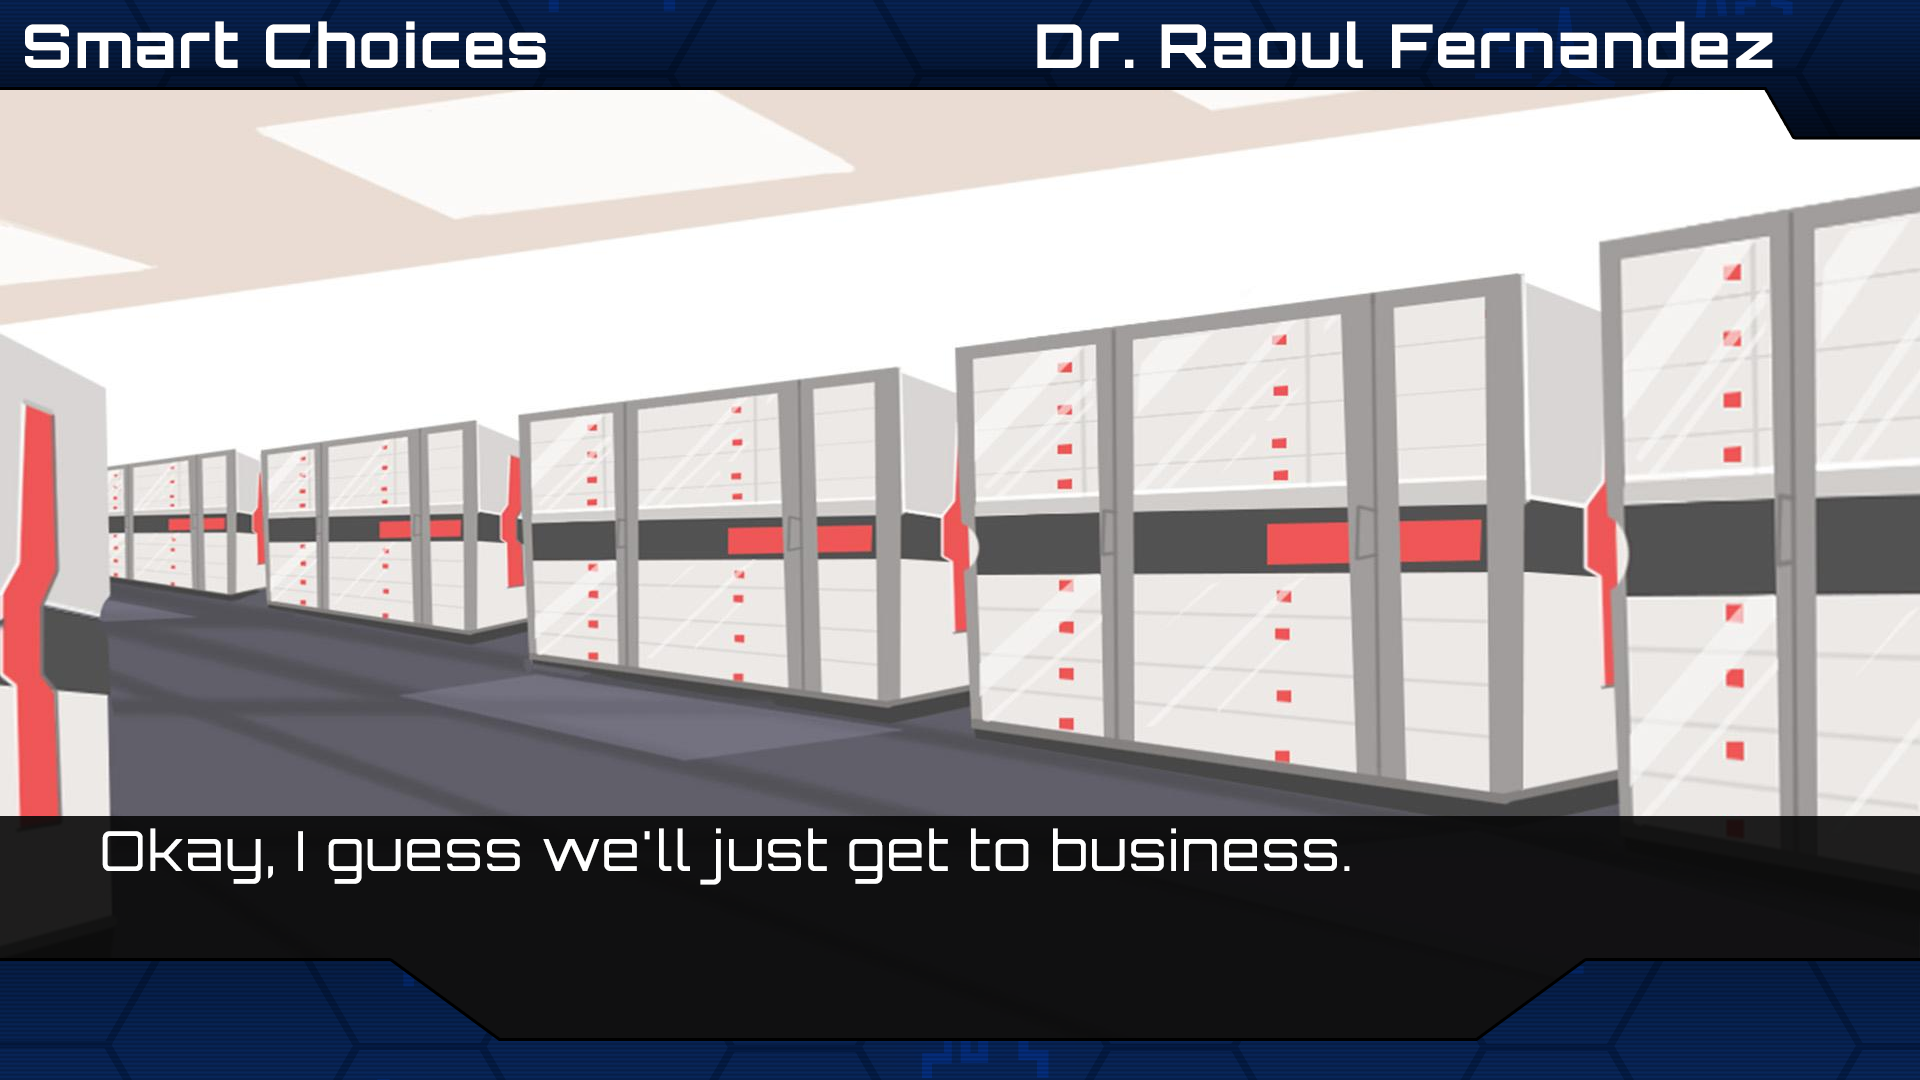 Smart Choices
Dr. Raoul Fernandez
Okay, I guess we'll just get to business.